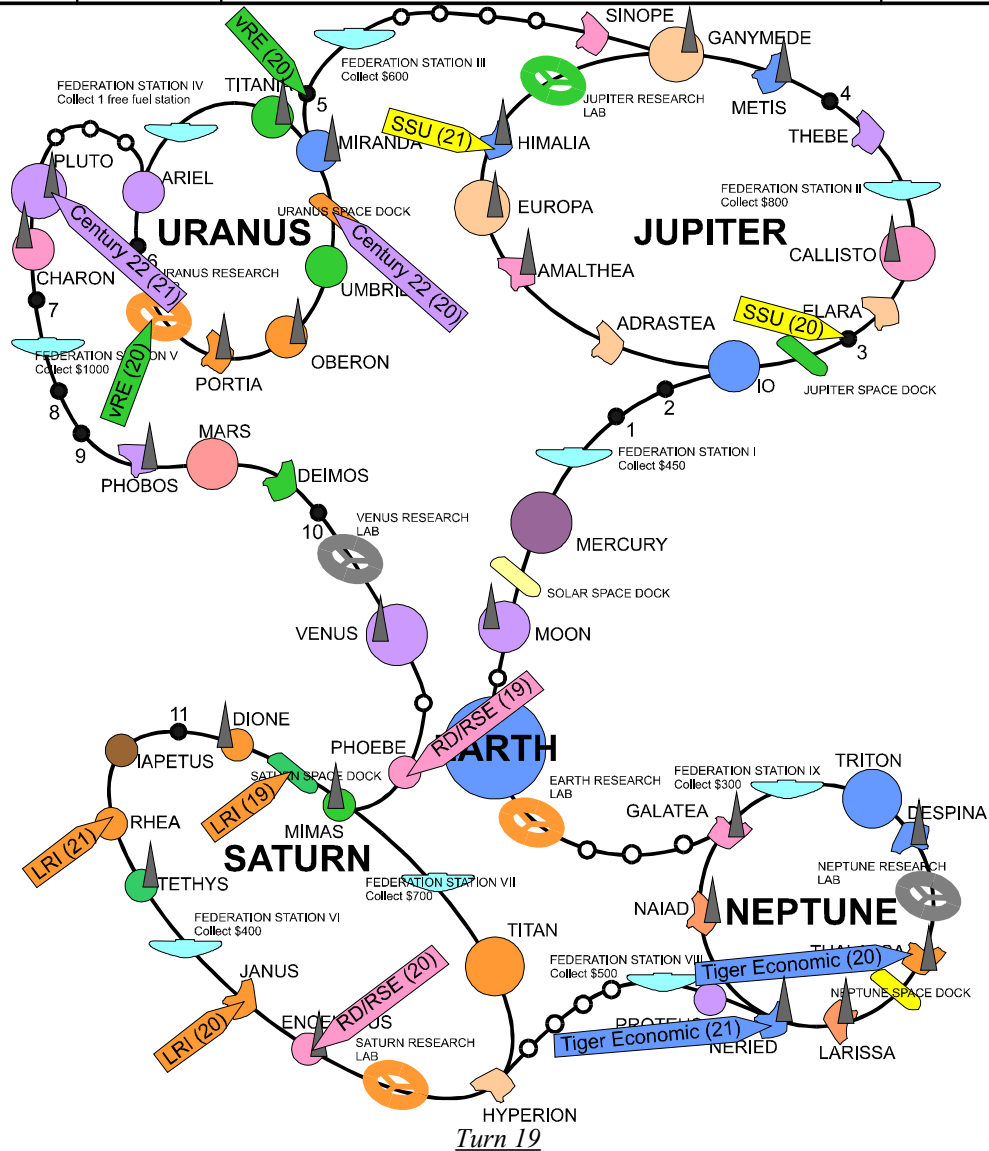 SINOPE
GANYMEDE
vRE (20)
FEDERATION STATION III
Collect $600
FEDERATION STATION IV
Collect 1 free fuel station
TITANIA
5
JUPITER RESEARCH
LAB
METIS
4
SSU (21)
HIMALIA
THEBE
MIRANDA
PLUTO
ARIEL
FEDERATION STATION II
Collect $800
URANUS SPACE DOCK
EUROPA
URANUS
JUPITER
Century 22 (21)
Century 22 (20)
6
CALLISTO
CHARON
URANUS RESEARCH
UMBRIEL
AMALTHEA
7
SSU (20)
ELARA
ADRASTEA
3
FEDERATION STATION V
Collect $1000
OBERON
vRE (20)
PORTIA
IO
JUPITER SPACE DOCK
8
2
1
9
MARS
FEDERATION STATION I
Collect $450
PHOBOS
DEIMOS
VENUS RESEARCH
LAB
10
MERCURY
SOLAR SPACE DOCK
VENUS
MOON
RD/RSE (19)
11
DIONE
PHOEBE
EARTH
IAPETUS
SATURN SPACE DOCK
EARTH RESEARCH
LAB
FEDERATION STATION IX
Collect $300
TRITON
LRI (19)
GALATEA
DESPINA
RHEA
MIMAS
LRI (21)
SATURN
NEPTUNE RESEARCH
LAB
TETHYS
FEDERATION STATION VII
Collect $700
NAIAD
NEPTUNE
FEDERATION STATION VI
Collect $400
TITAN
THALASSA
Tiger Economic (20)
JANUS
RD/RSE (20)
FEDERATION STATION VIII
Collect $500
NEPTUNE SPACE DOCK
LRI (20)
ENCELADUS
PROTEUS
Tiger Economic (21)
SATURN RESEARCH
LAB
NERIED
LARISSA
HYPERION
Turn 19